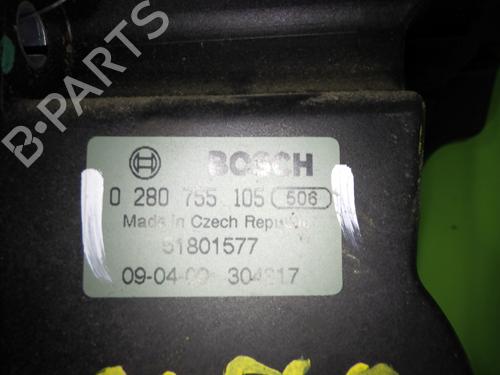 B-PARTS
BOSCH
0 280 755 105 506
Made in Czech Republic
51801577
09-04-09 304817